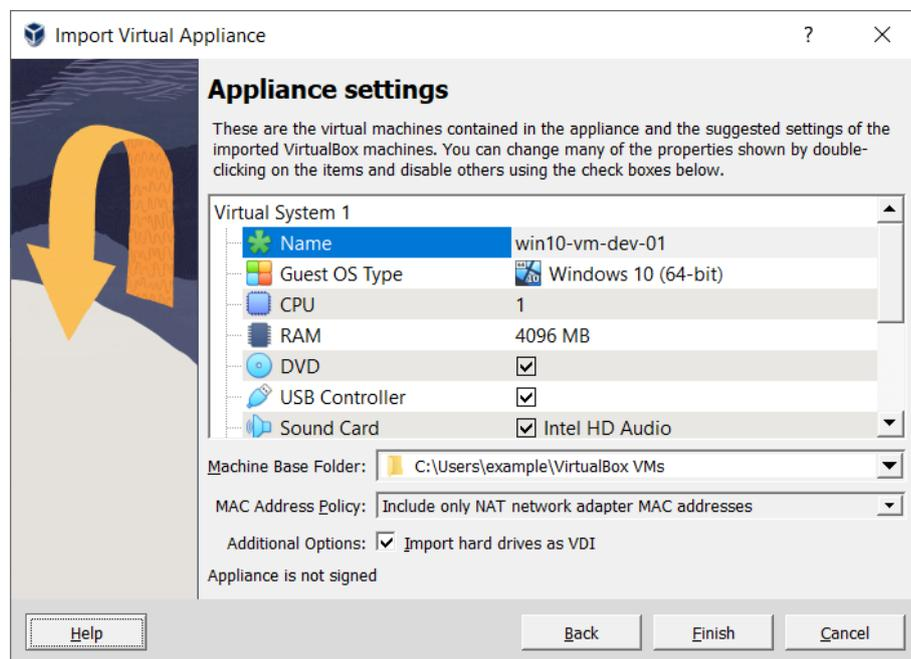 Import Virtual Appliance ? ×
Appliance settings
These are the virtual machines contained in the appliance and the suggested settings of the
imported VirtualBox machines. You can change many of the properties shown by double-
clicking on the items and disable others using the check boxes below.
Virtual System 1
Name win10-vm-dev-01
Guest OS Type Windows 10 (64-bit)
CPU 1
RAM 4096 MB
DVD
USB Controller
Sound Card Intel HD Audio
Machine Base Folder: C:\Users\example\VirtualBox VMs
MAC Address Policy: Include only NAT network adapter MAC addresses
Additional Options: Import hard drives as VDI
Appliance is not signed
Help Back Finish Cancel